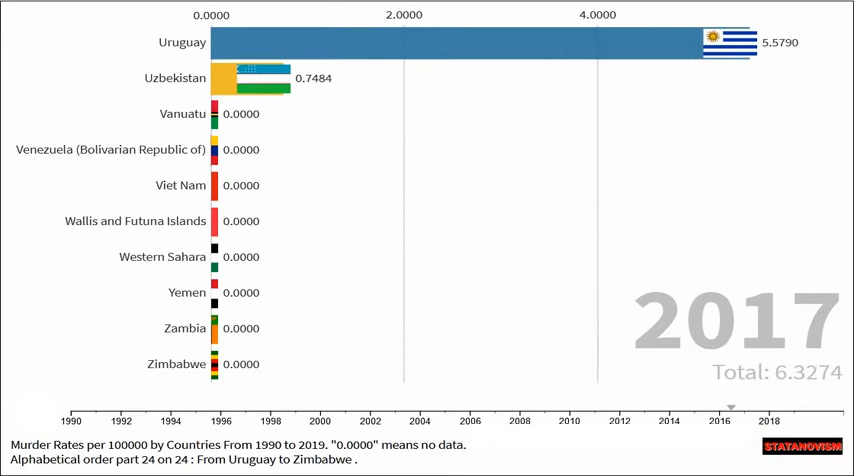 0.0000 2.0000 4.0000
Uruguay 5.5790
Uzbekistan 0.7484
Vanuatu 0.0000
Venezuela (Bolivarian Republic of) 0.0000
Viet Nam 0.0000
Wallis and Futuna Islands 0.0000
Western Sahara 0.0000
Yemen 0.0000
Zambia 0.0000
Zimbabwe 0.0000
2017
Total: 6.3274
1990 1992 1994 1996 1998 2000 2002 2004 2006 2008 2010 2012 2014 2016 2018
Murder Rates per 100000 by Countries From 1990 to 2019. "0.0000" means no data.
Alphabetical order part 24 on 24 : From Uruguay to Zimbabwe .
STATANOVISM